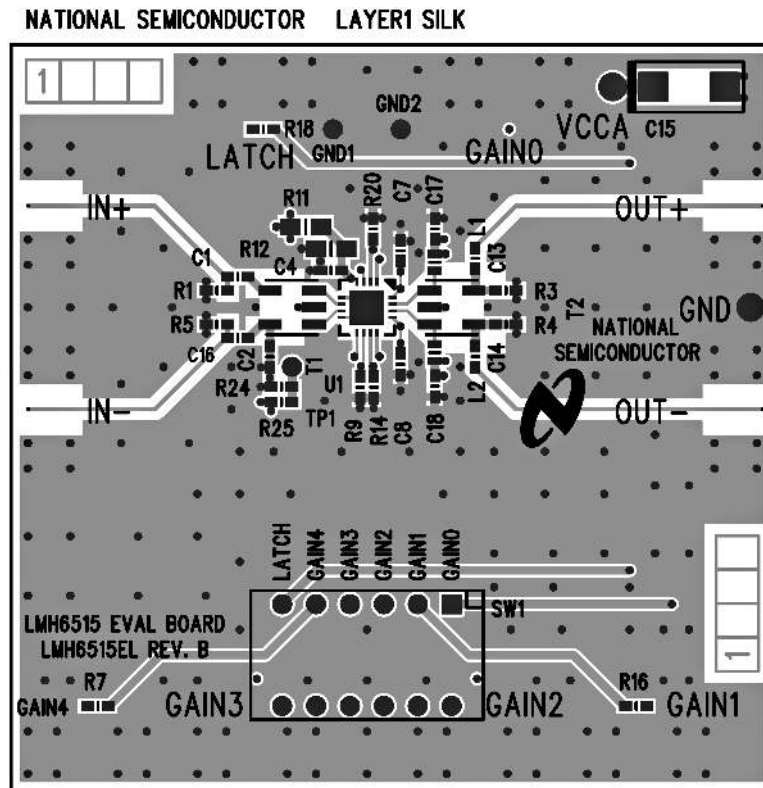 NATIONAL SEMICONDUCTOR LAYER1 SILK
1
GND2
VCCA
C15
R18
GND1
LATCH
GAIN0
IN+
R11
R20
C7
C17
L1
OUT+
C1
R12
C4
C13
R1
R3
R5
R4
T2
GND
C16
C2
T1
NATIONAL
SEMICONDUCTOR
C14
R24
U1
L2
IN-
R25
TP1
R9
R14
C8
C18
OUT-
LATCH
GAIN4
GAIN3
GAIN2
GAIN1
GAIN0
SW1
LMH6515 EVAL BOARD
LMH6515EL REV. B
1
R7
GAIN4
GAIN3
GAIN2
R16
GAIN1